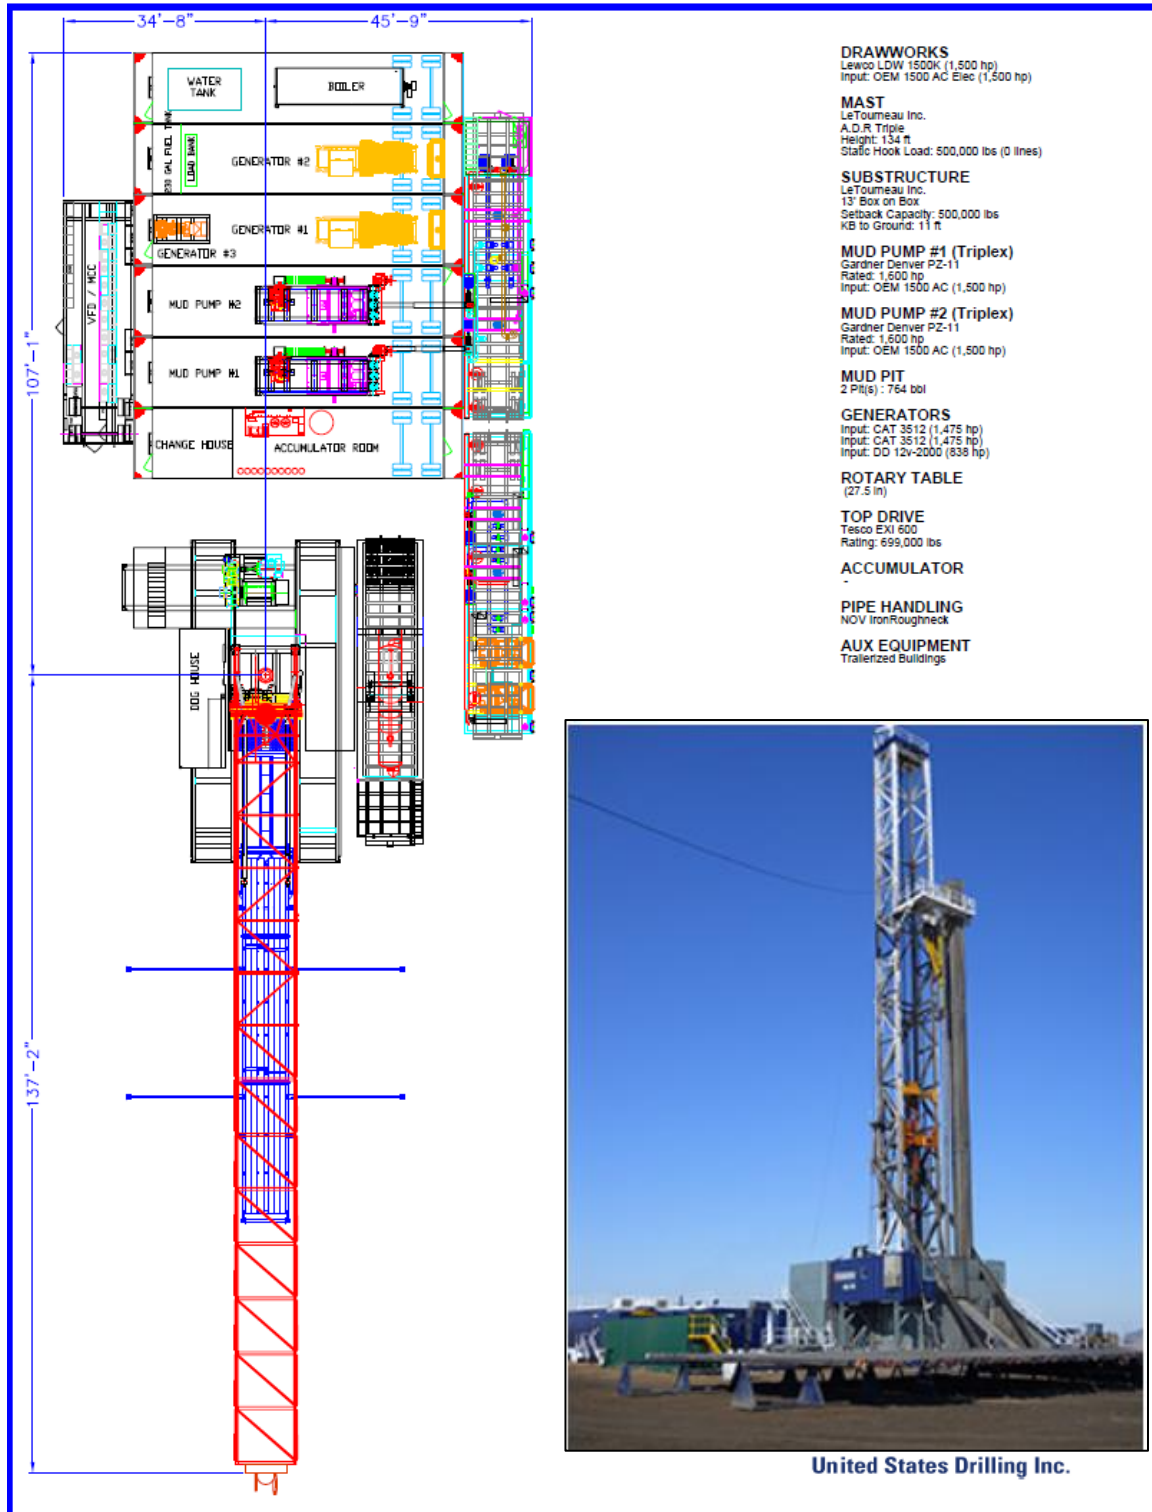 34'-8"
45'-9"
107'-1"
137'-2"
WATER
TANK
BOILER
230 GAL FUEL TANK
LOAD BANK
GENERATOR #2
GENERATOR #1
GENERATOR #3
VFD / MCC
MUD PUMP #2
MUD PUMP #1
CHANGE HOUSE
ACCUMULATOR ROOM
DOG HOUSE
DRAWWORKS
Lewco LDW 1500K (1,500 hp)
Input: OEM 1500 AC Elec (1,500 hp)
MAST
LeTourneau Inc.
A.D.R Triple
Height: 134 ft
Static Hook Load: 500,000 lbs (0 lines)
SUBSTRUCTURE
LeTourneau Inc.
13' Box on Box
Setback Capacity: 500,000 lbs
KB to Ground: 11 ft
MUD PUMP #1 (Triplex)
Gardner Denver PZ-11
Rated: 1,600 hp
Input: OEM 1500 AC (1,500 hp)
MUD PUMP #2 (Triplex)
Gardner Denver PZ-11
Rated: 1,600 hp
Input: OEM 1500 AC (1,500 hp)
MUD PIT
2 Pit(s) : 764 bbl
GENERATORS
Input: CAT 3512 (1,475 hp)
Input: CAT 3512 (1,475 hp)
Input: DD 12v-2000 (838 hp)
ROTARY TABLE
(27.5 in)
TOP DRIVE
Tesco EXI 600
Rating: 699,000 lbs
ACCUMULATOR
-
PIPE HANDLING
NOV IronRoughneck
AUX EQUIPMENT
Trailerized Buildings
United States Drilling Inc.